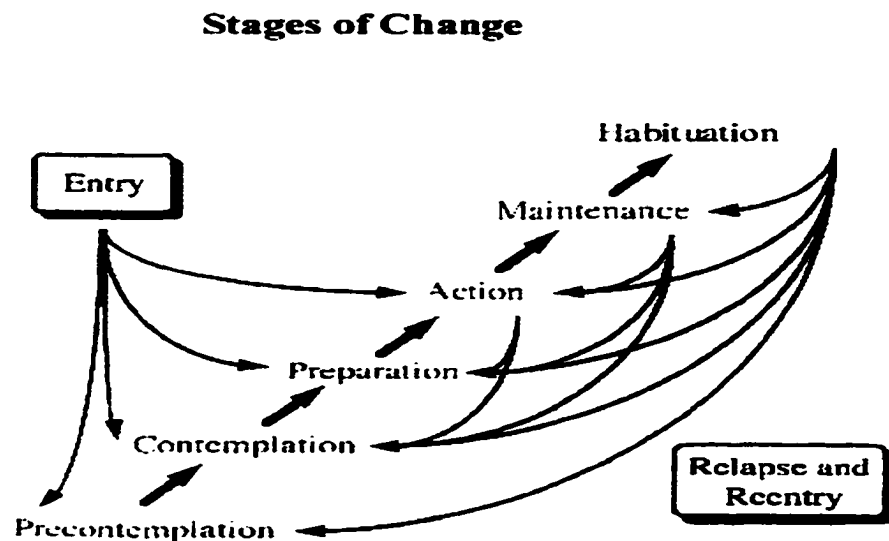 Stages of Change
Habituation
Entry
Maintenance
Action
Preparation
Contemplation
Relapse and
Reentry
Precontemplation